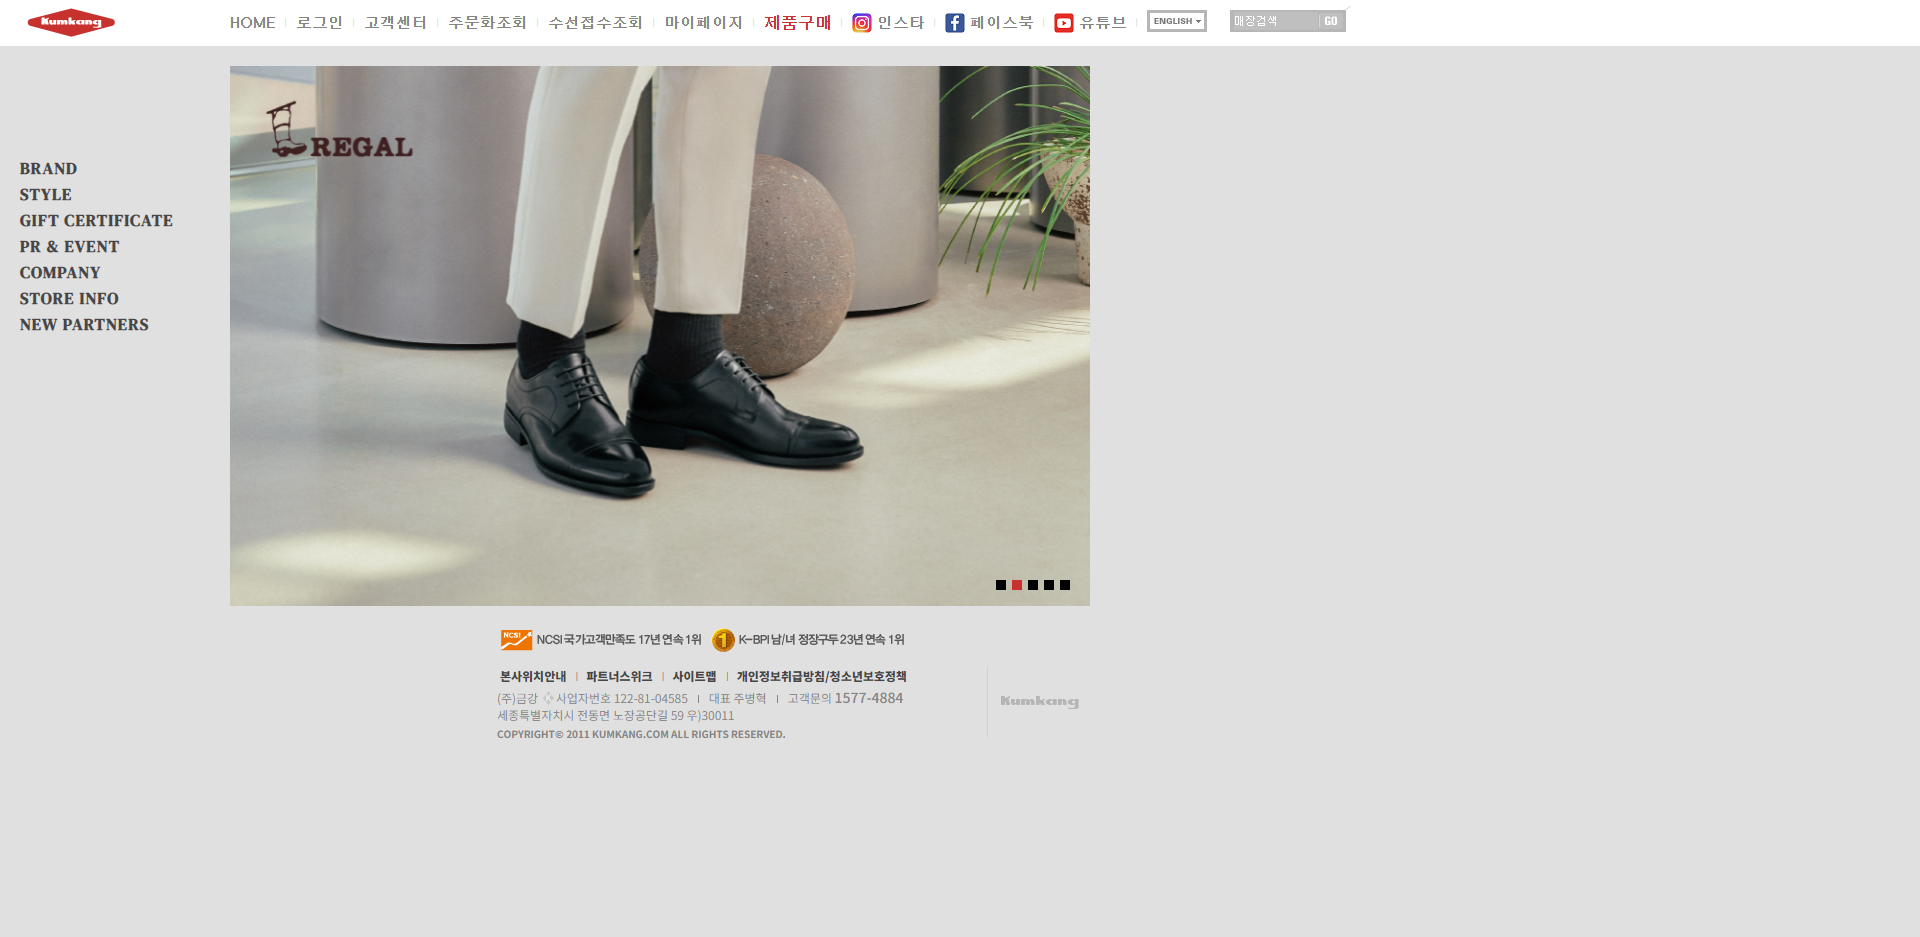 Kumkang
HOME 로그인 고객센터 주문화조회 수선접수조회 마이페이지 제품구매 인스타 페이스북 유튜브 ENGLISH 매장검색 GO
REGAL
BRAND
STYLE
GIFT CERTIFICATE
PR & EVENT
COMPANY
STORE INFO
NEW PARTNERS
NCSI NCSI 국가고객만족도 17년 연속 1위 1 K-BPI 남/녀 정장구두 23년 연속 1위
본사위치안내 파트너스위크 사이트맵 개인정보취급방침/청소년보호정책
(주)금강 사업자번호 122-81-04585 대표 주병혁 고객문의 1577-4884
세종특별자치시 전동면 노장공단길 59 우)30011
COPYRIGHT© 2011 KUMKANG.COM ALL RIGHTS RESERVED.
Kumkang